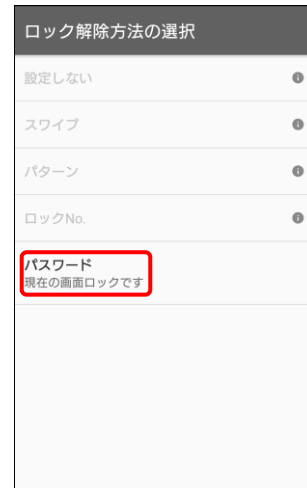 ロック解除方法の選択
設定しない
スワイプ
パターン
ロックNo.
パスワード
現在の画面ロックです